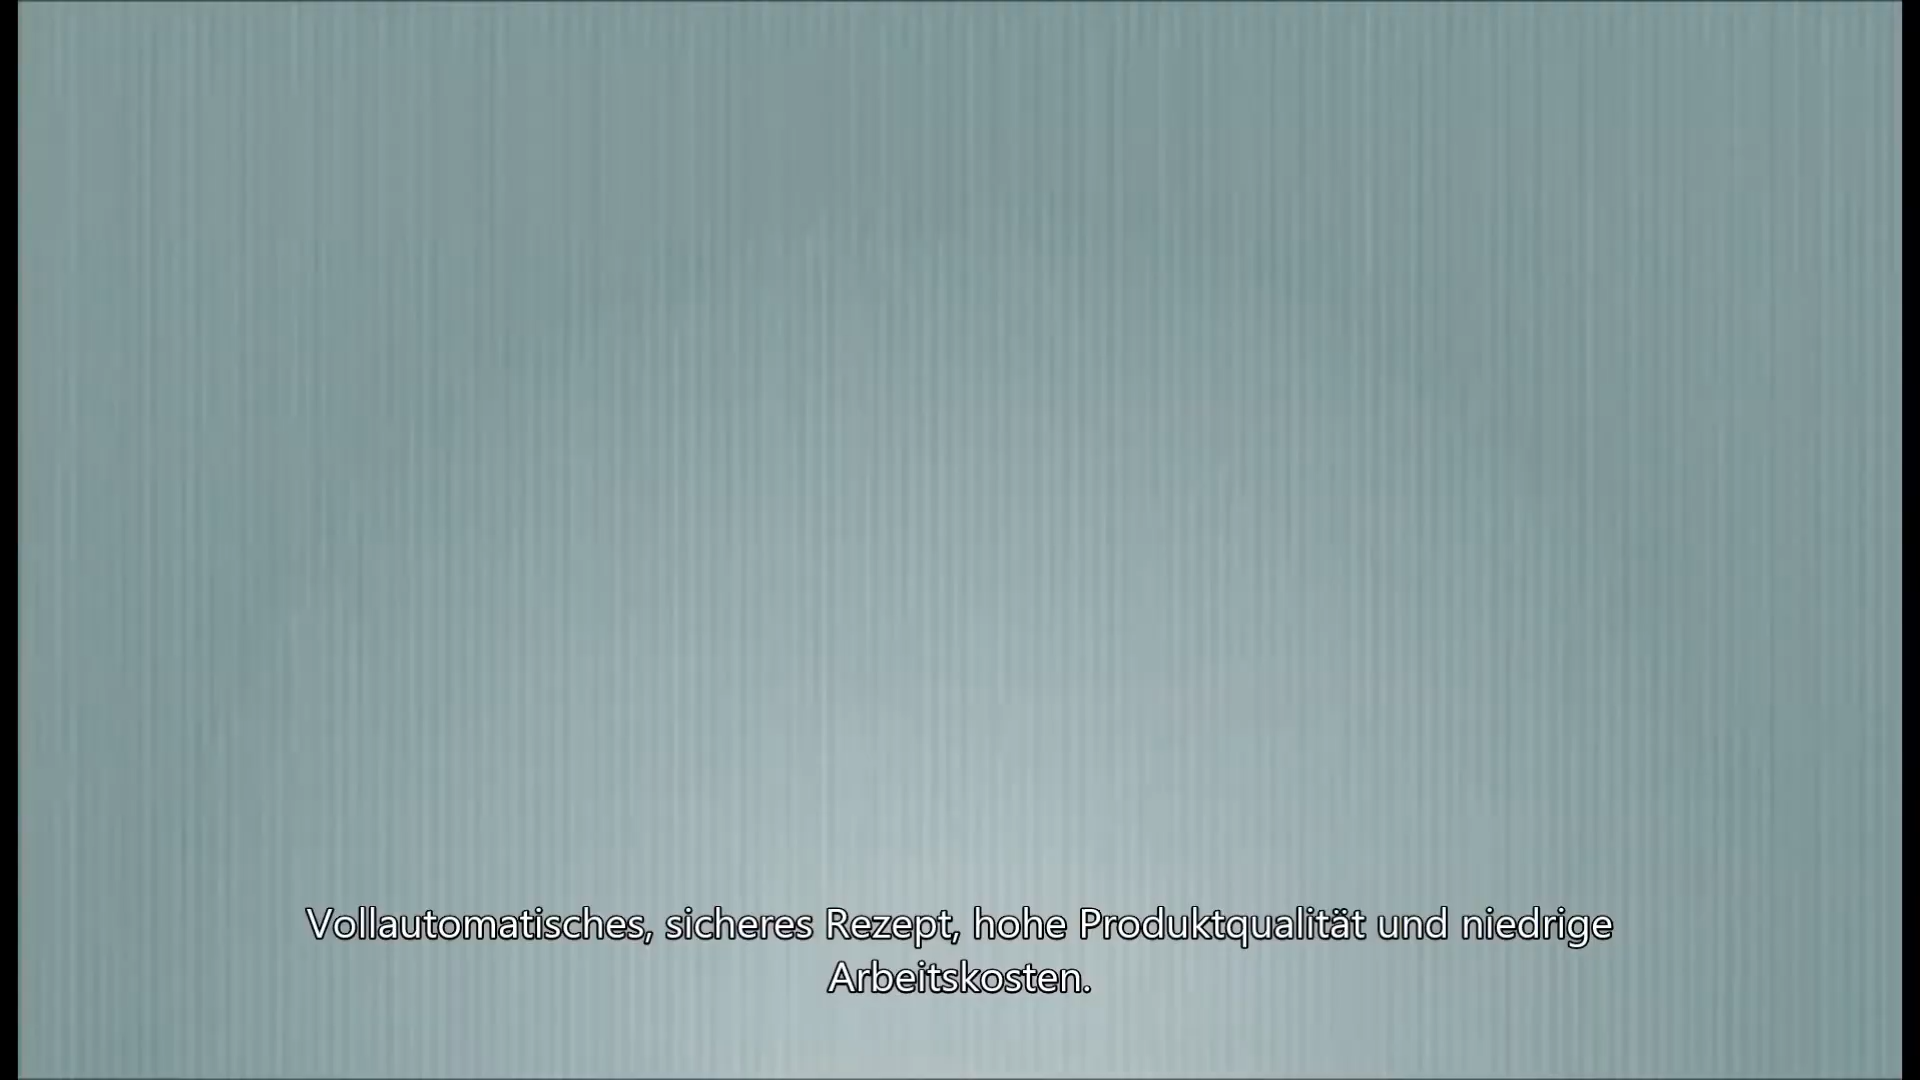 Vollautomatisches, sicheres Rezept, hohe Produktqualität und niedrige
Arbeitskosten.